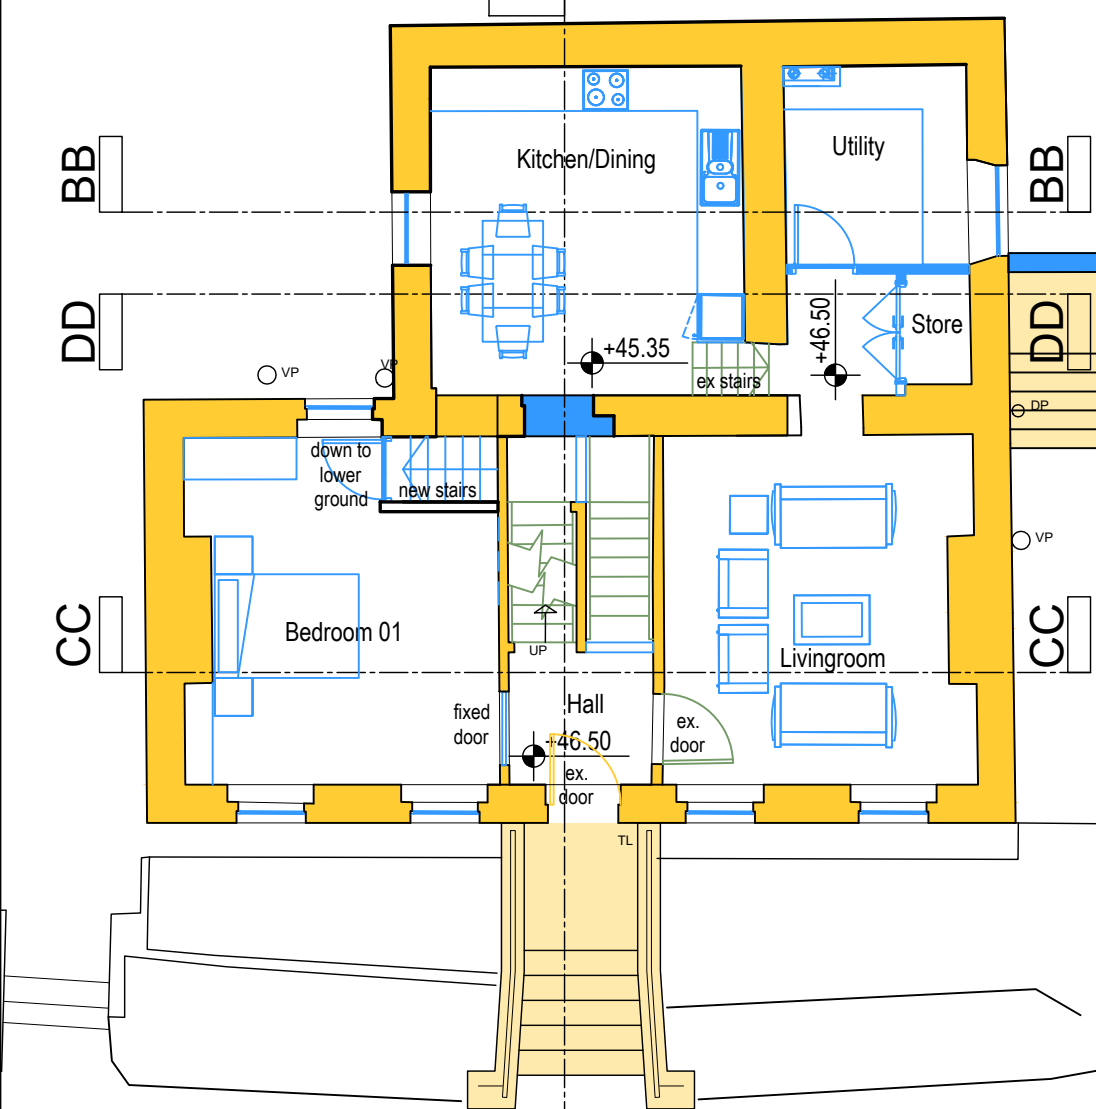 BB
Kitchen/Dining
Utility
BB
DD
+46.50
Store
DD
+45.35
VP
VP
ex stairs
DP
down to
lower
ground
new stairs
VP
CC
Bedroom 01
UP
Livingroom
CC
fixed
door
Hall
ex.
door
+46.50
ex.
door
TL